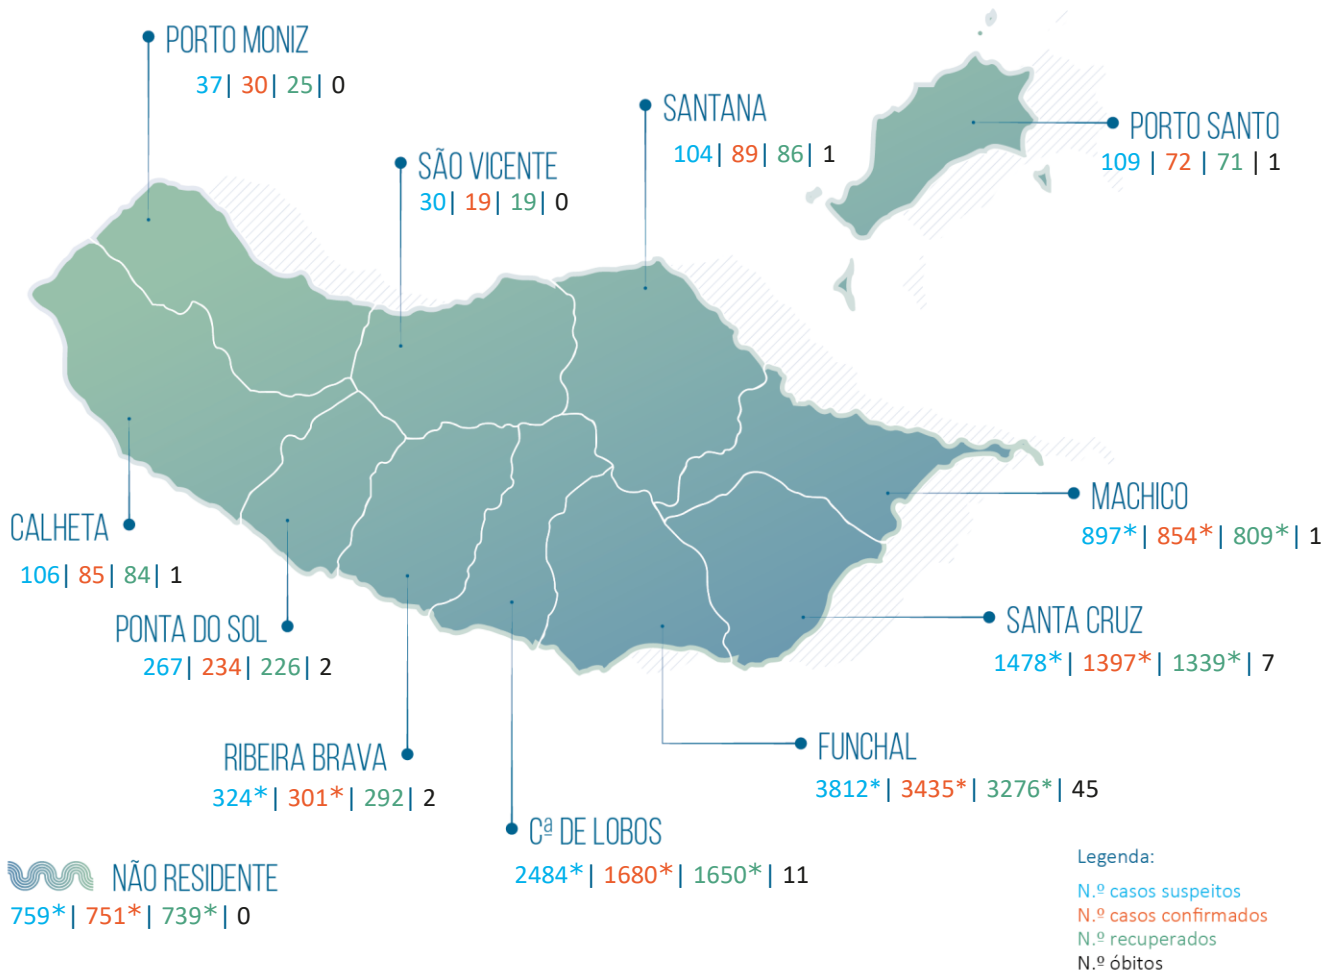 PORTO MONIZ
37| 30| 25| 0
SANTANA
104| 89| 86| 1
PORTO SANTO
109 | 72 | 71 | 1
SÃO VICENTE
30| 19| 19| 0
MACHICO
897*| 854*| 809*| 1
CALHETA
106| 85| 84| 1
PONTA DO SOL
267| 234| 226| 2
SANTA CRUZ
1478*| 1397*| 1339*| 7
RIBEIRA BRAVA
324*| 301*| 292| 2
FUNCHAL
3812*| 3435*| 3276*| 45
Cª DE LOBOS
2484*| 1680*| 1650*| 11
NÃO RESIDENTE
759*| 751*| 739*| 0
Legenda:
N.º casos suspeitos
N.º casos confirmados
N.º recuperados
N.º óbitos